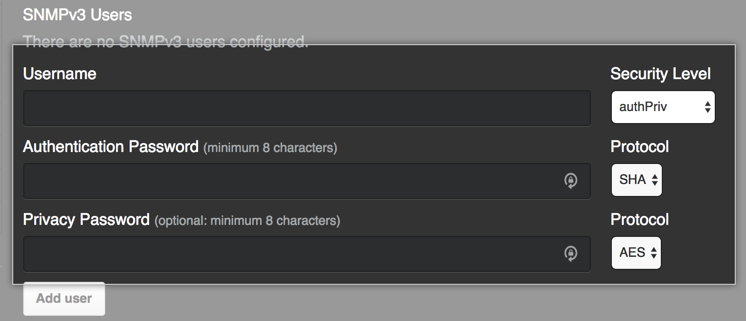 SNMPv3 Users
There are no SNMPv3 users configured.
Username Security Level
authPriv
Authentication Password (minimum 8 characters) Protocol
SHA
Privacy Password (optional: minimum 8 characters) Protocol
AES
Add user